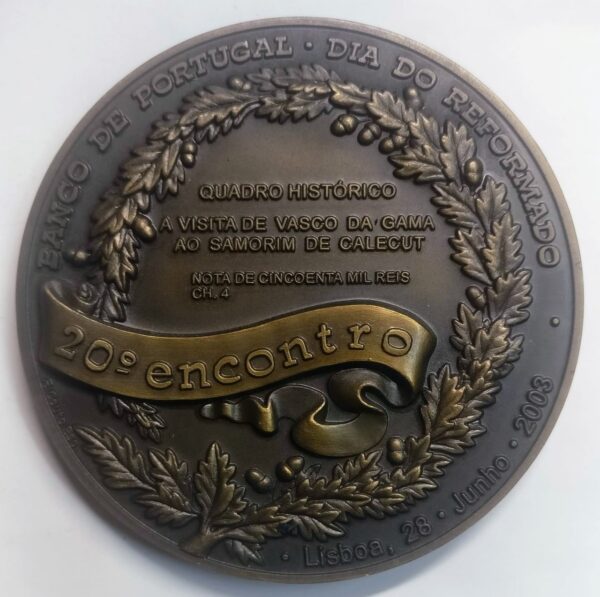 BANCO DE PORTUGAL · DIA DO REFORMADO
QUADRO HISTÓRICO
A VISITA DE VASCO DA GAMA
AO SAMORIM DE CALECUT
NOTA DE CINCOENTA MIL REIS
CH. 4
20º encontro
· Lisboa, 28 · Junho · 2003 ·